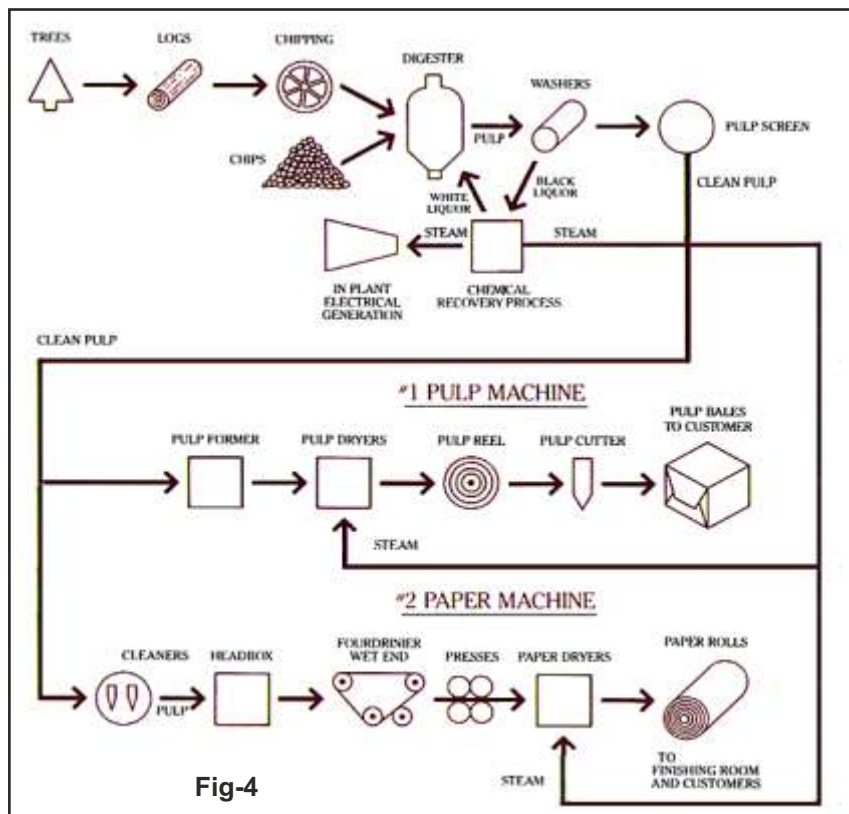 TREES
LOGS
CHIPPING
DIGESTER
WASHERS
PULP SCREEN
PULP
CHIPS
WHITE
LIQUOR
BLACK
LIQUOR
CLEAN PULP
STEAM
STEAM
IN PLANT
ELECTRICAL
GENERATION
CHEMICAL
RECOVERY PROCESS
CLEAN PULP
#1 PULP MACHINE
PULP FORMER
PULP DRYERS
PULP REEL
PULP CUTTER
PULP BALES
TO CUSTOMER
STEAM
#2 PAPER MACHINE
CLEANERS
PULP
HEADBOX
FOURDRINIER
WET END
PRESSES
PAPER DRYERS
PAPER ROLLS
TO
FINISHING ROOM
AND CUSTOMERS
STEAM
Fig-4